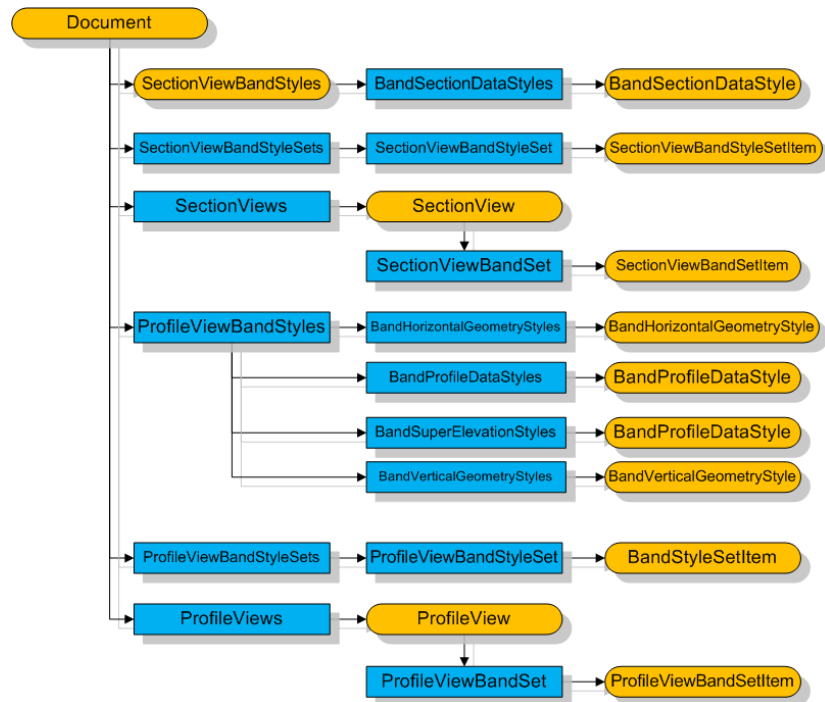 Document
SectionViewBandStyles
BandSectionDataStyles
BandSectionDataStyle
SectionViewBandStyleSets
SectionViewBandStyleSet
SectionViewBandStyleSetItem
SectionViews
SectionView
SectionViewBandSet
SectionViewBandSetItem
ProfileViewBandStyles
BandHorizontalGeometryStyles
BandHorizontalGeometryStyle
BandProfileDataStyles
BandProfileDataStyle
BandSuperElevationStyles
BandProfileDataStyle
BandVerticalGeometryStyles
BandVerticalGeometryStyle
ProfileViewBandStyleSets
ProfileViewBandStyleSet
BandStyleSetItem
ProfileViews
ProfileView
ProfileViewBandSet
ProfileViewBandSetItem